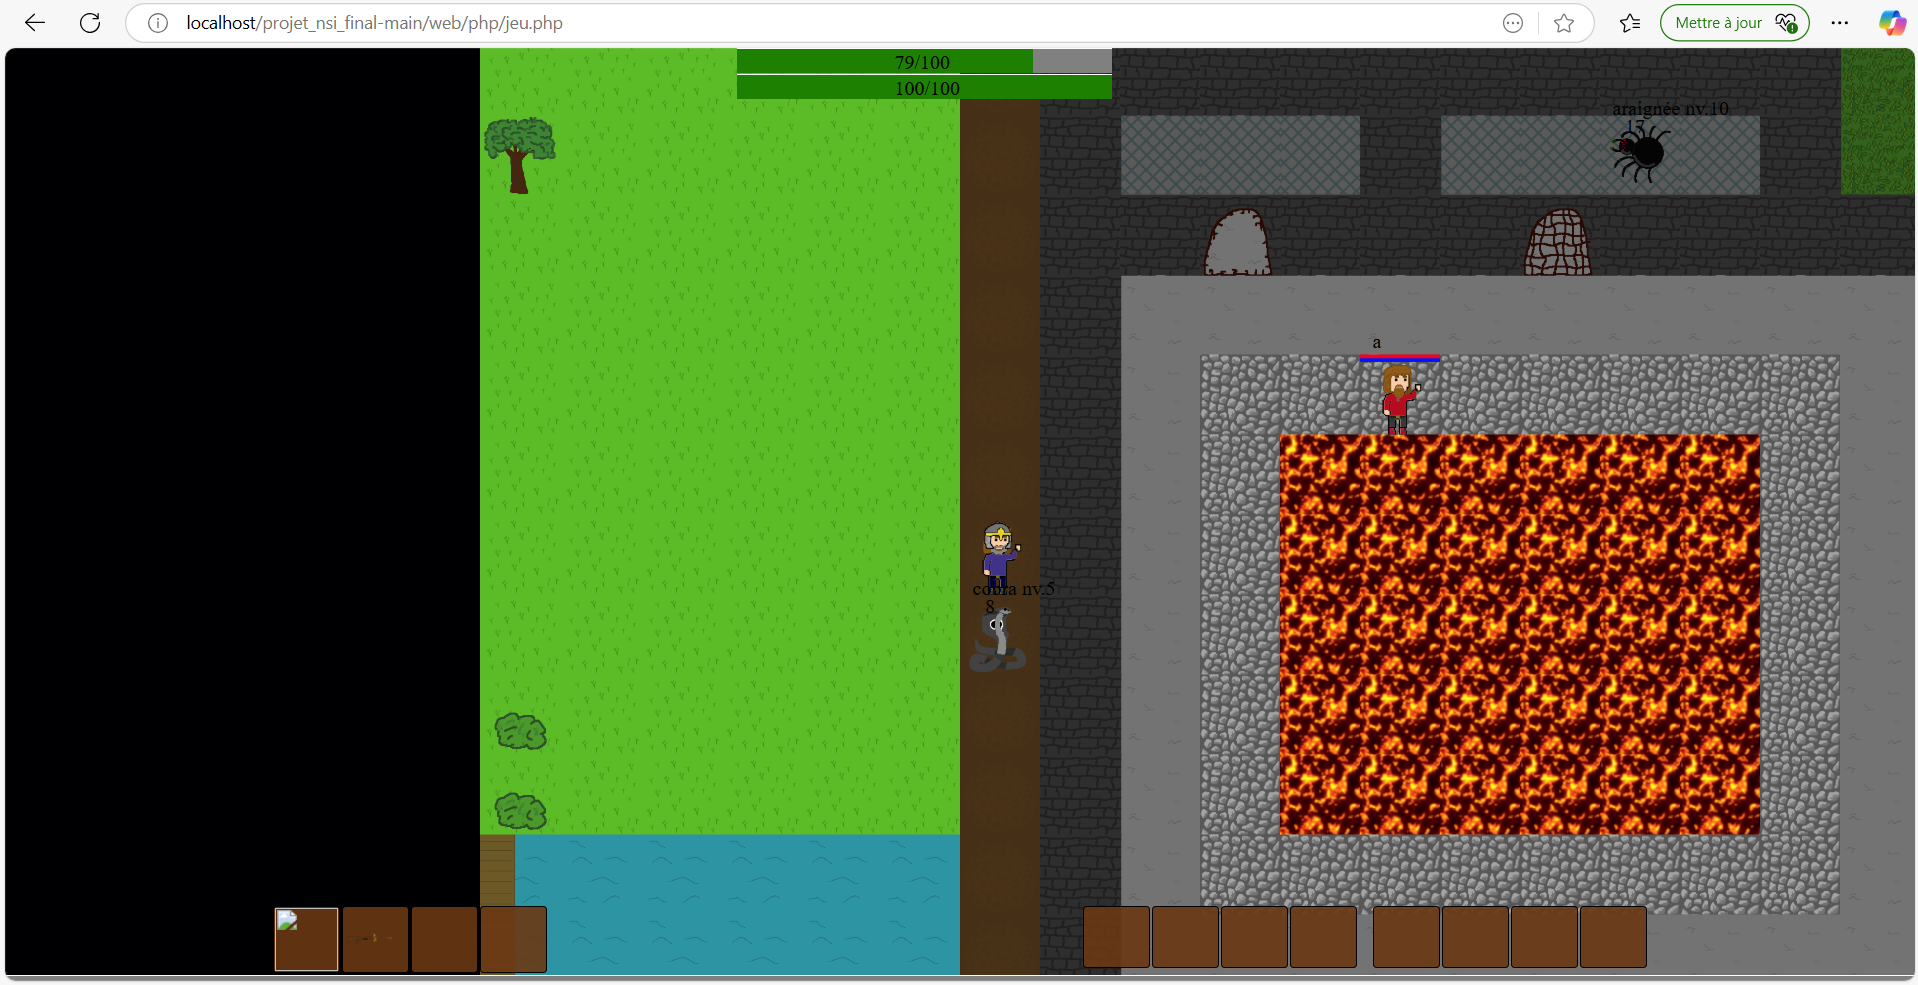 localhost/projet_nsi_final-main/web/php/jeu.php
Mettre à jour
79/100
100/100
araignée nv.10
17
a
cobra nv.5
8